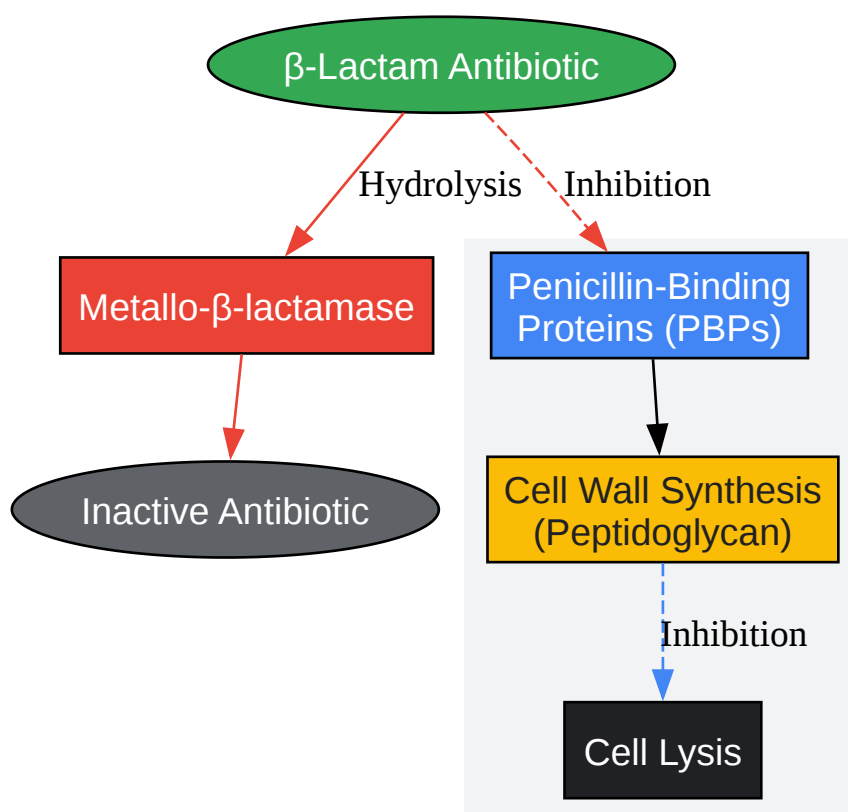 β-Lactam Antibiotic
Hydrolysis
Inhibition
Metallo-β-lactamase
Penicillin-Binding
Proteins (PBPs)
Inactive Antibiotic
Cell Wall Synthesis
(Peptidoglycan)
Inhibition
Cell Lysis